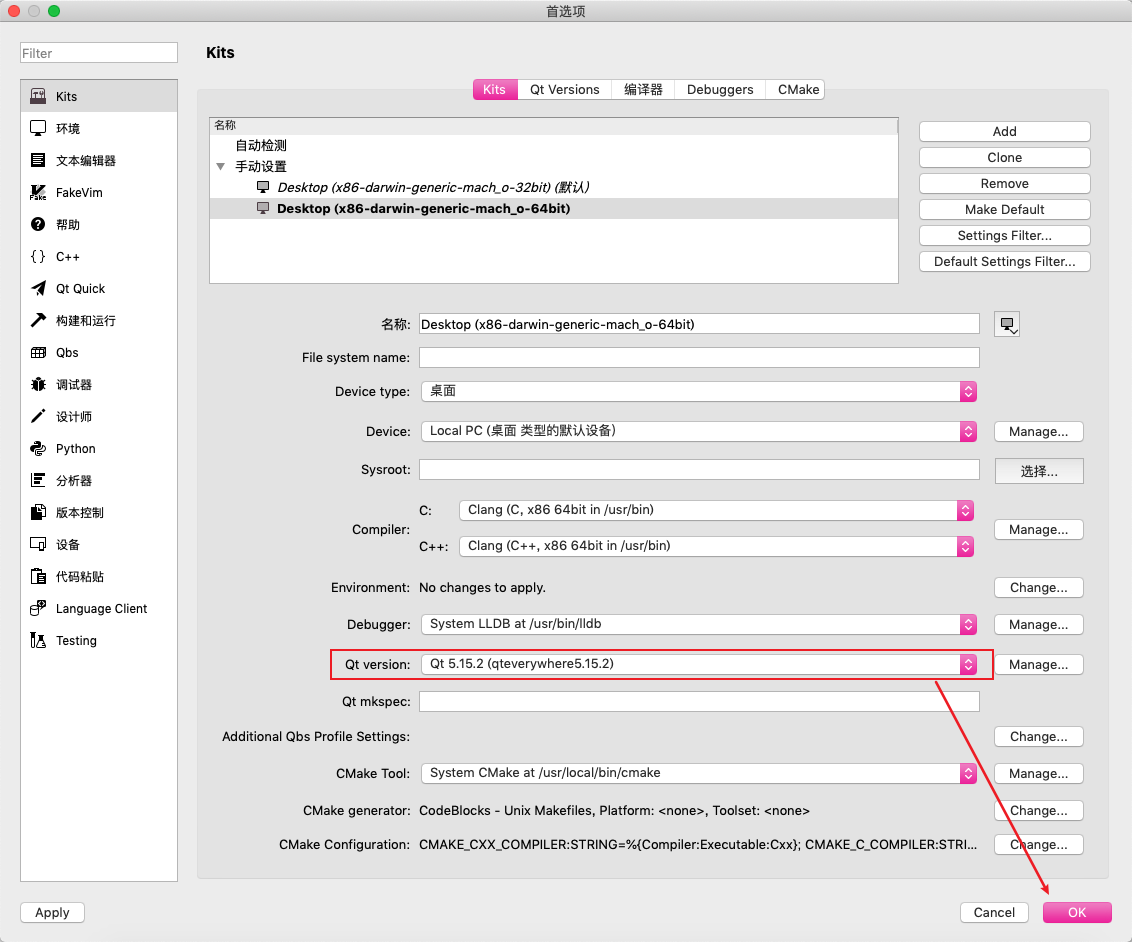 首选项
Filter
Kits
环境
文本编辑器
FakeVim
帮助
C++
Qt Quick
构建和运行
Qbs
调试器
设计师
Python
分析器
版本控制
设备
代码粘贴
Language Client
Testing
Kits
Kits Qt Versions 编译器 Debuggers CMake
名称
自动检测
手动设置
Desktop (x86-darwin-generic-mach_o-32bit) (默认)
Desktop (x86-darwin-generic-mach_o-64bit)
Add
Clone
Remove
Make Default
Settings Filter...
Default Settings Filter...
名称: Desktop (x86-darwin-generic-mach_o-64bit)
File system name:
Device type: 桌面
Device: Local PC (桌面 类型的默认设备) Manage...
Sysroot: 选择...
Compiler: C: Clang (C, x86 64bit in /usr/bin)
C++: Clang (C++, x86 64bit in /usr/bin) Manage...
Environment: No changes to apply. Change...
Debugger: System LLDB at /usr/bin/lldb Manage...
Qt version: Qt 5.15.2 (qteverywhere5.15.2) Manage...
Qt mkspec:
Additional Qbs Profile Settings: Change...
CMake Tool: System CMake at /usr/local/bin/cmake Manage...
CMake generator: CodeBlocks - Unix Makefiles, Platform: <none>, Toolset: <none> Change...
CMake Configuration: CMAKE_CXX_COMPILER:STRING=%{Compiler:Executable:Cxx}; CMAKE_C_COMPILER:STRI... Change...
Apply Cancel OK